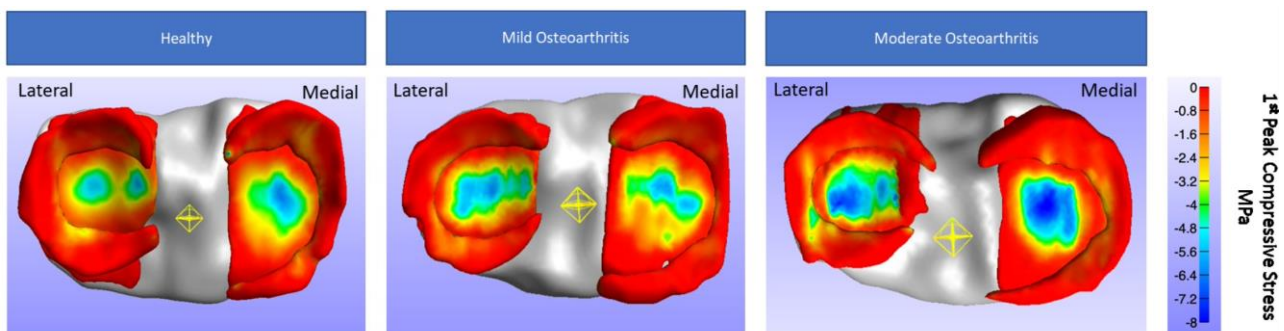 Healthy
Mild Osteoarthritis
Moderate Osteoarthritis
Lateral
Medial
Lateral
Medial
Lateral
Medial
0
-0.8
-1.6
-2.4
-3.2
-4
-4.8
-5.6
-6.4
-7.2
-8
1st Peak Compressive Stress
MPa